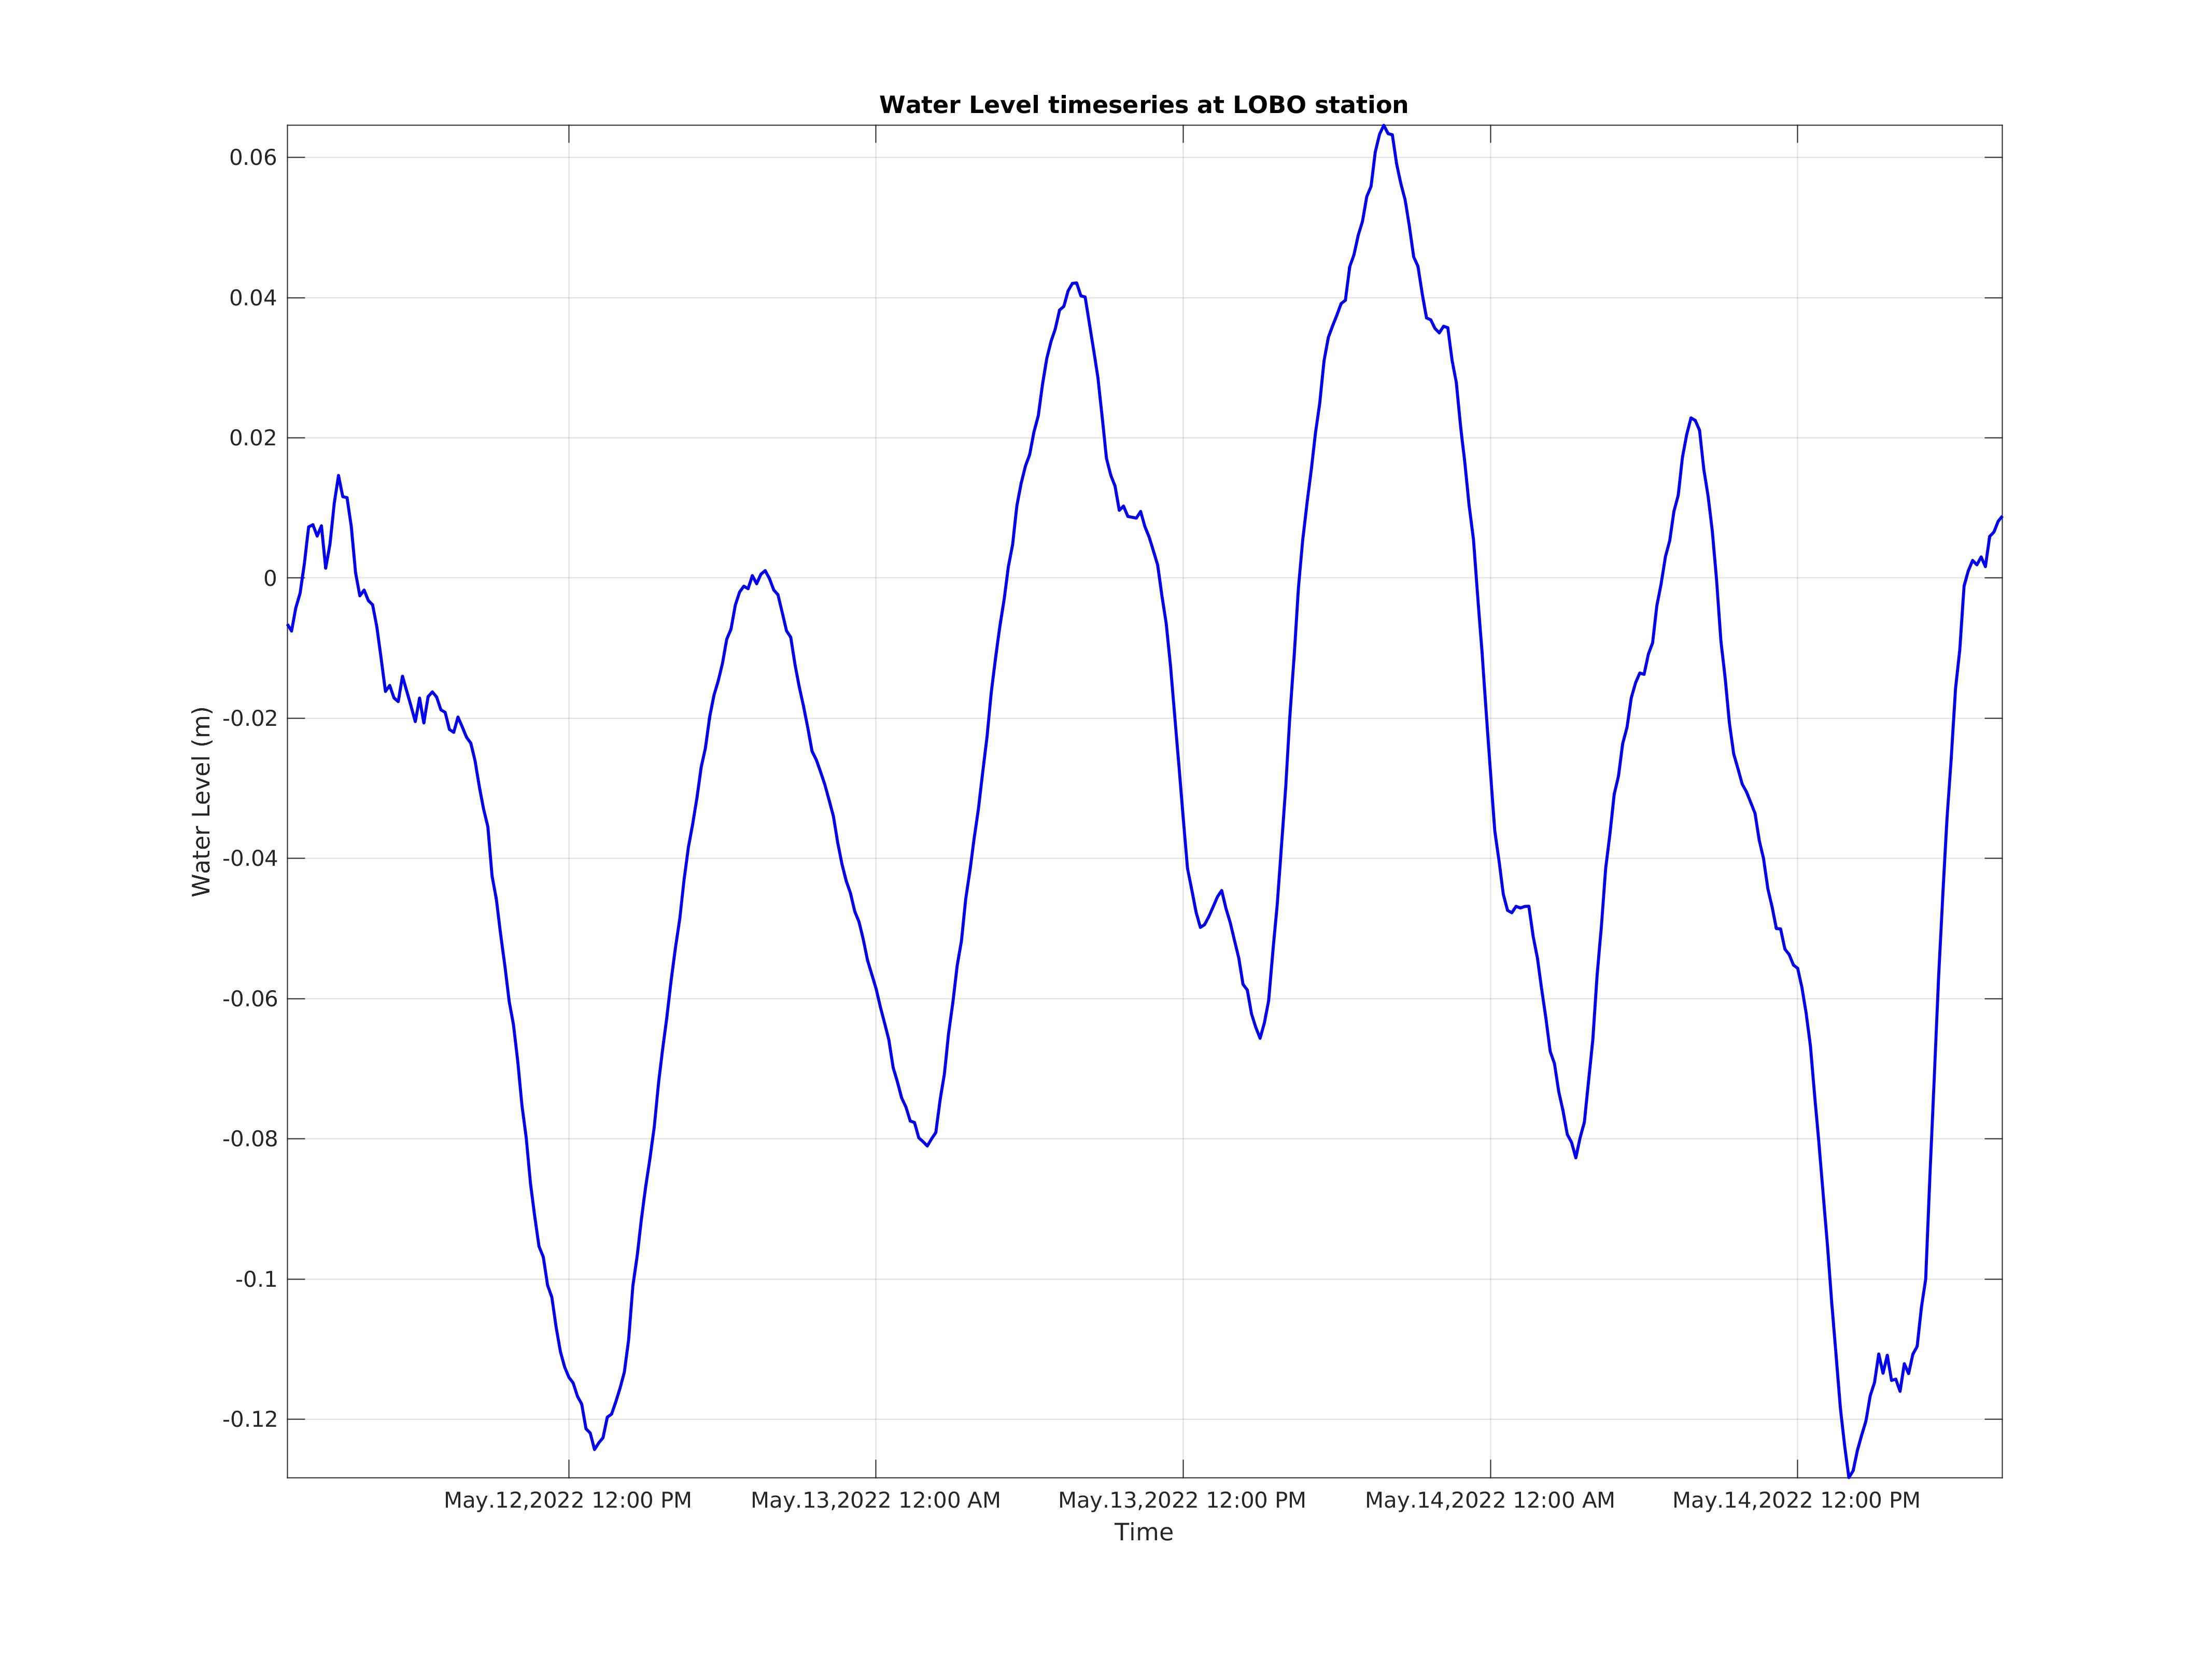 Water Level timeseries at LOBO station
0.06
0.04
0.02
0
-0.02
-0.04
-0.06
-0.08
-0.1
-0.12
Water Level (m)
May.12,2022 12:00 PM
May.13,2022 12:00 AM
May.13,2022 12:00 PM
May.14,2022 12:00 AM
May.14,2022 12:00 PM
Time